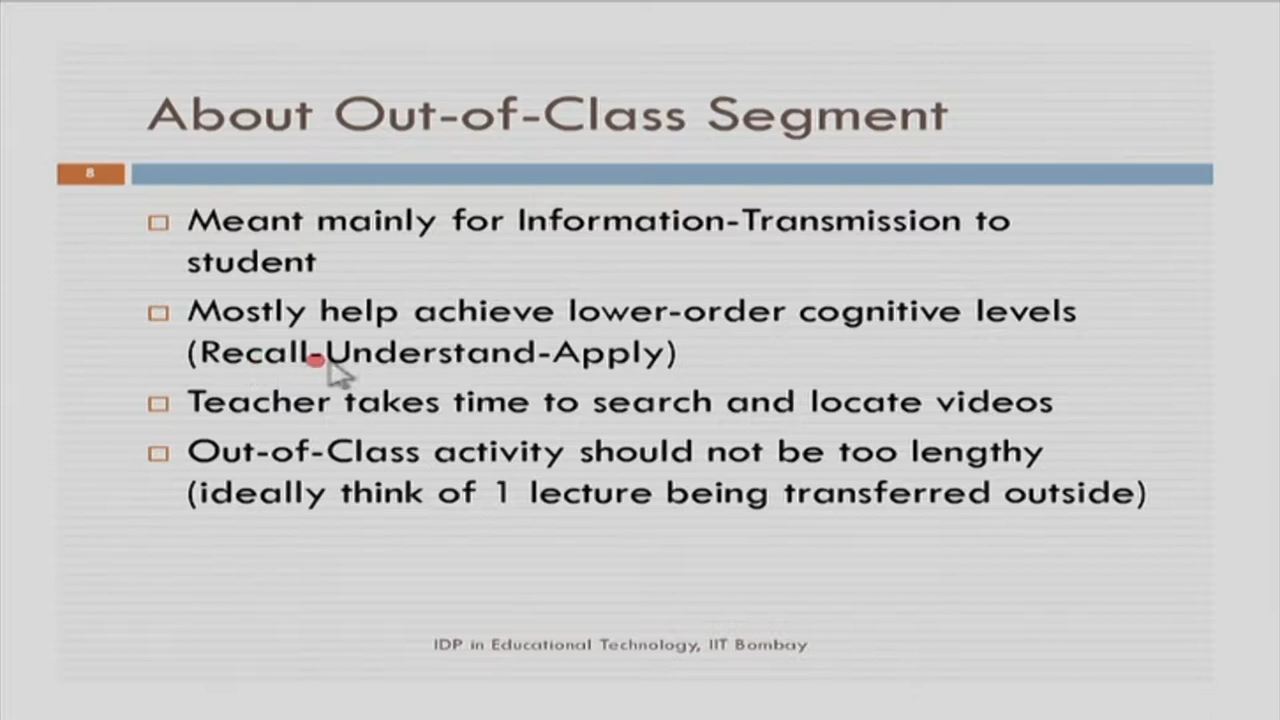 About Out-of-Class Segment
8
Meant mainly for Information-Transmission to
student
Mostly help achieve lower-order cognitive levels
(Recall-Understand-Apply)
Teacher takes time to search and locate videos
Out-of-Class activity should not be too lengthy
(ideally think of 1 lecture being transferred outside)
IDP in Educational Technology, IIT Bombay